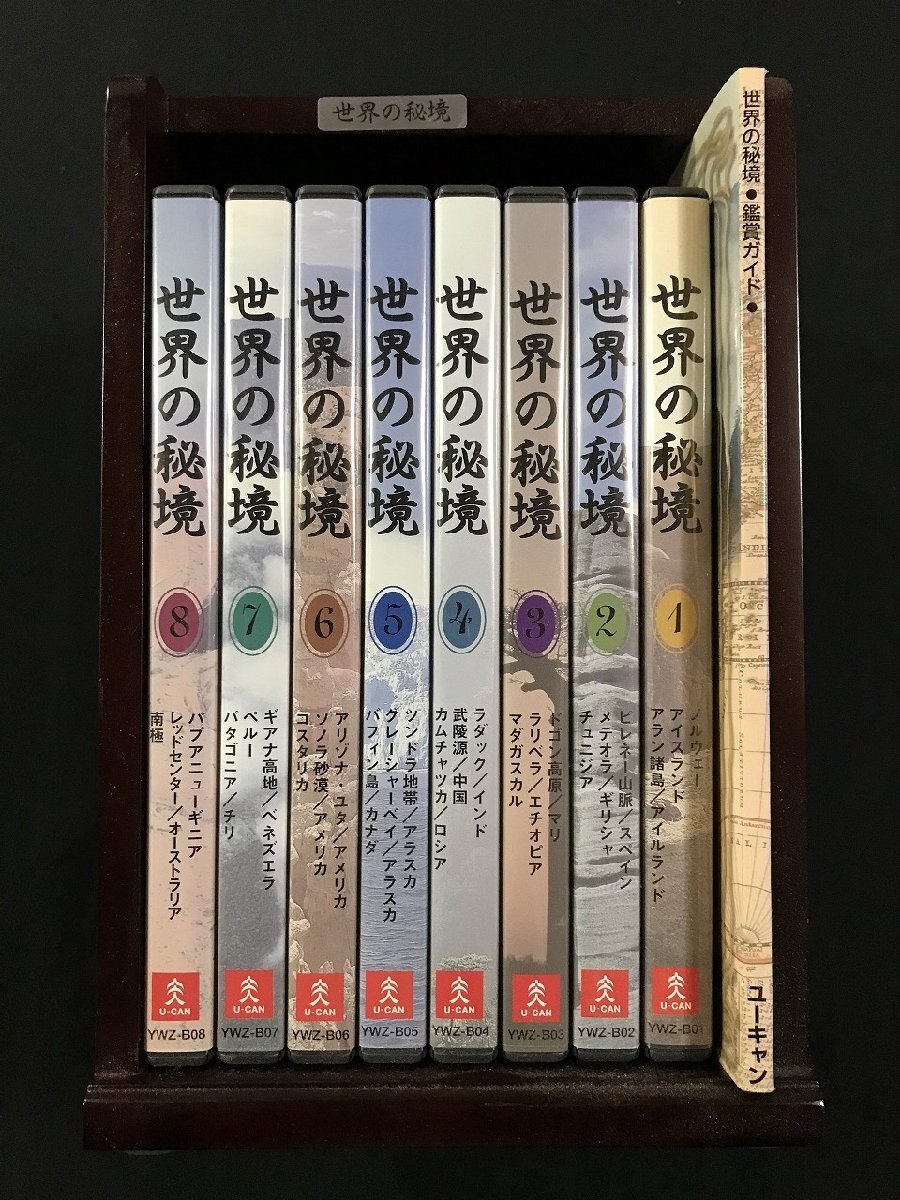 世界の秘境
世界の秘境●鑑賞ガイド●
ユーキャン
世界の秘境
1
ノルウェー
アイスランド
アラン諸島／アイルランド
U-CAN
YWZ-B01
世界の秘境
2
ピレネー山脈／スペイン
メテオラ／ギリシャ
チュニジア
U-CAN
YWZ-B02
世界の秘境
3
ドゴン高原／マリ
ラリベラ／エチオピア
マダガスカル
U-CAN
YWZ-B03
世界の秘境
4
ラダック／インド
武陵源／中国
カムチャツカ／ロシア
U-CAN
YWZ-B04
世界の秘境
5
ツンドラ地帯／アラスカ
グレーシャーベイ／アラスカ
バフィン島／カナダ
U-CAN
YWZ-B05
世界の秘境
6
アリゾナ・ユタ／アメリカ
ソノラ砂漠／アメリカ
コスタリカ
U-CAN
YWZ-B06
世界の秘境
7
ギアナ高地／ベネズエラ
ペルー
パタゴニア／チリ
U-CAN
YWZ-B07
世界の秘境
8
パプアニューギニア
レッドセンター／オーストラリア
南極
U-CAN
YWZ-B08